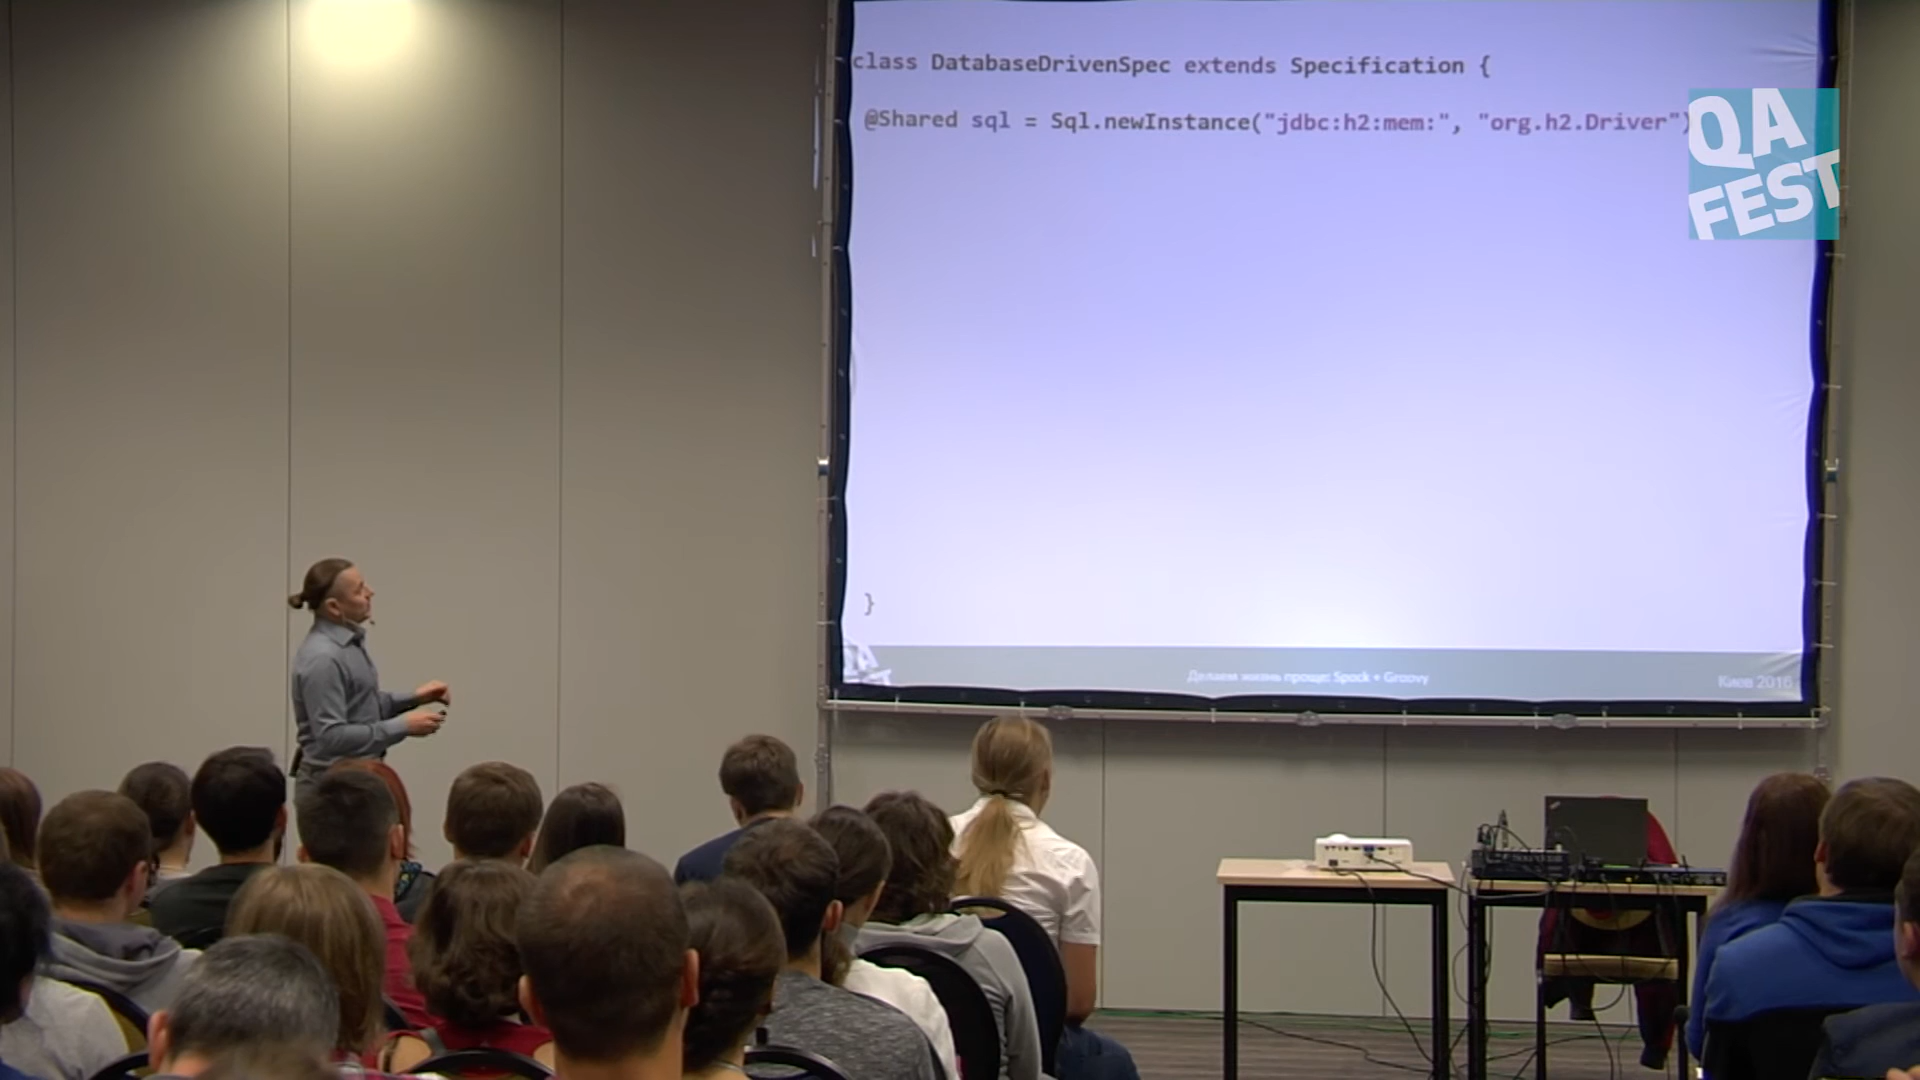 class DatabaseDrivenSpec extends Specification {
@Shared sql = Sql.newInstance("jdbc:h2:mem:", "org.h2.Driver")
}
QA
FEST
Делаем жизнь проще: Spock + Groovy
Киев 2016